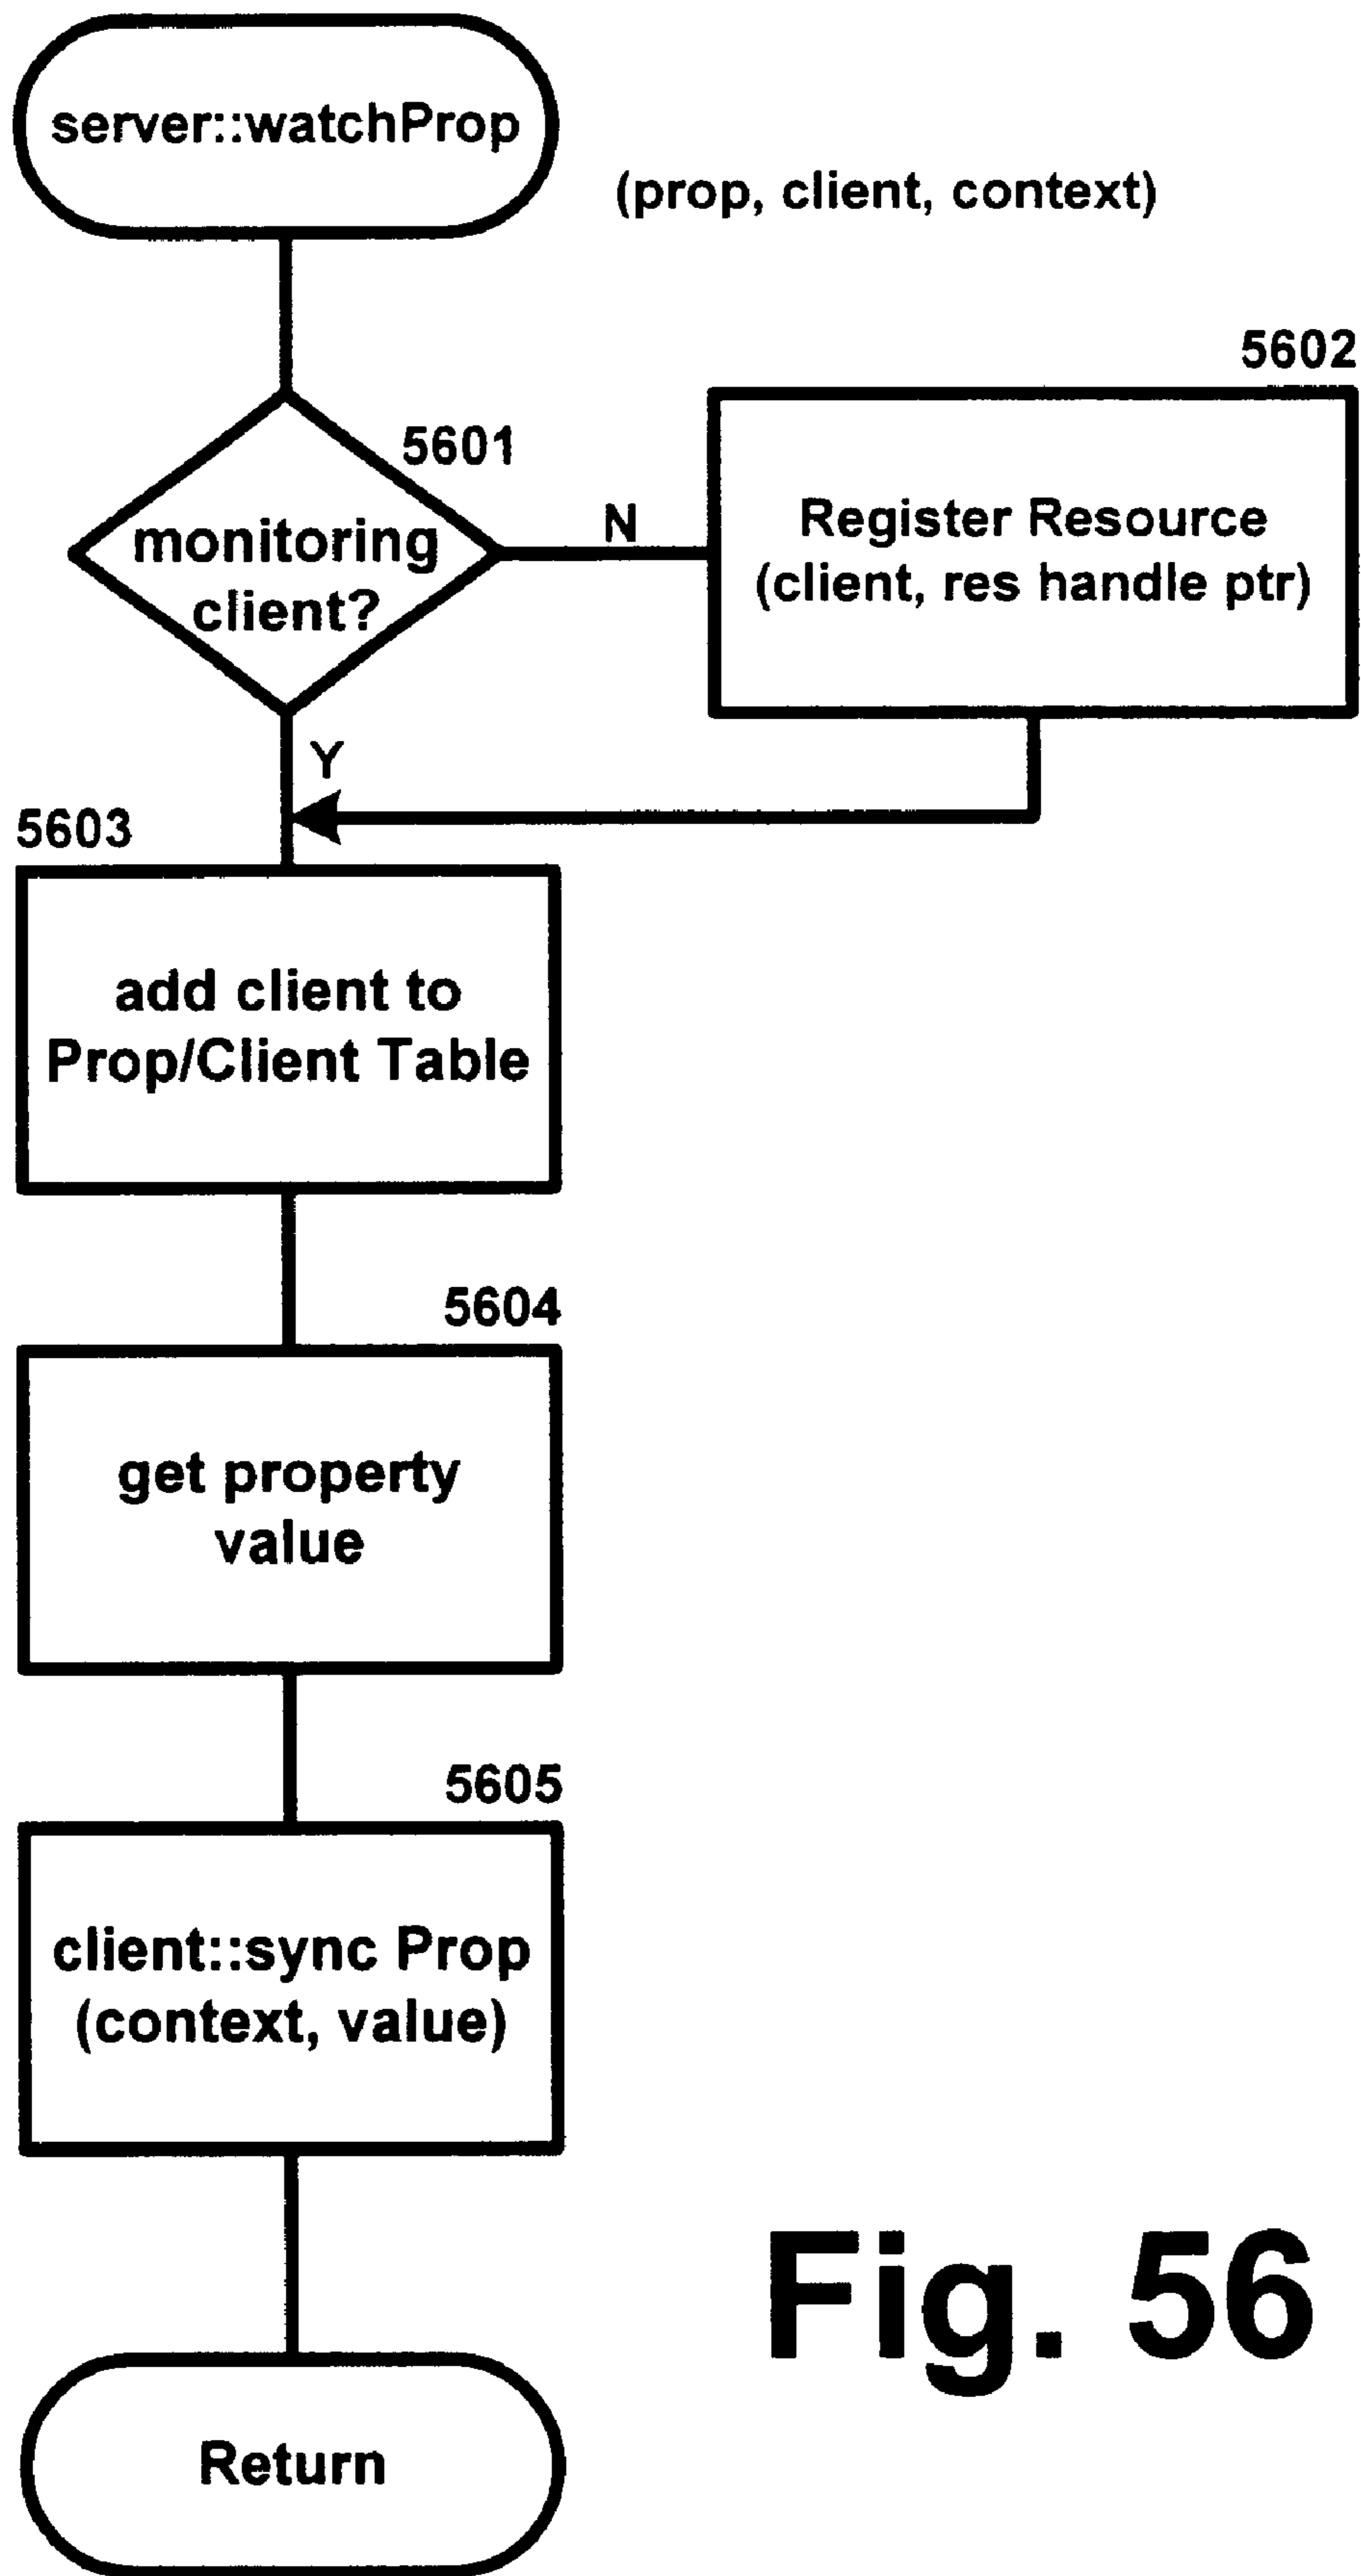 server::watchProp
(prop, client, context)
5601
monitoring
client?
N
5602
Register Resource
(client, res handle ptr)
Y
5603
add client to
Prop/Client Table
5604
get property
value
5605
client::sync Prop
(context, value)
Return
Fig. 56